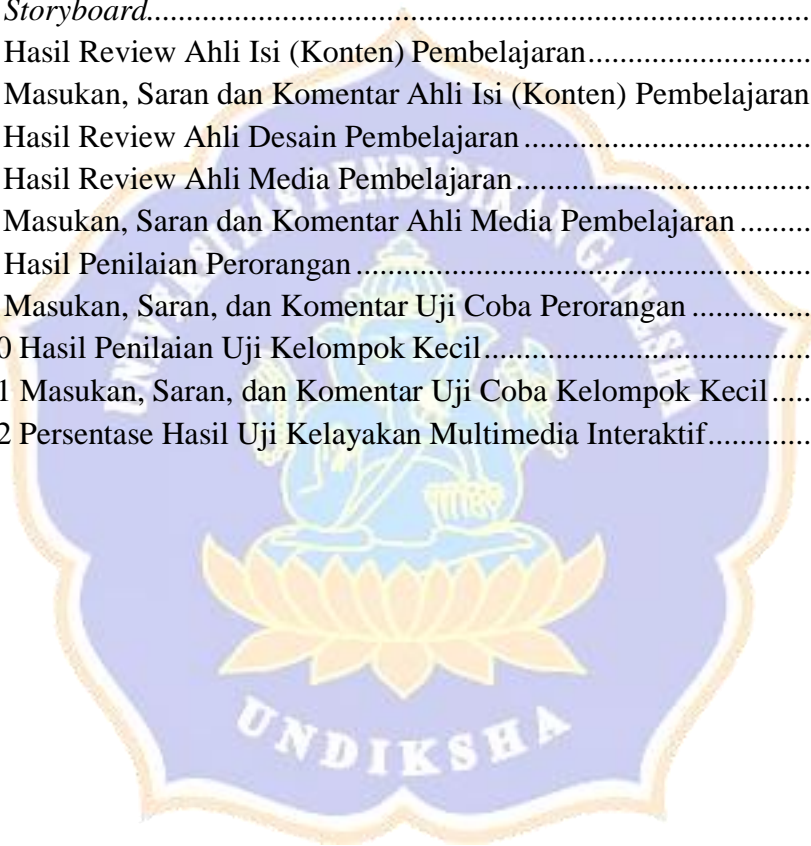 Storyboard
Hasil Review Ahli Isi (Konten) Pembelajaran
Masukan, Saran dan Komentar Ahli Isi (Konten) Pembelajaran
Hasil Review Ahli Desain Pembelajaran
Hasil Review Ahli Media Pembelajaran
Masukan, Saran dan Komentar Ahli Media Pembelajaran
Hasil Penilaian Perorangan
Masukan, Saran, dan Komentar Uji Coba Perorangan
0 Hasil Penilaian Uji Kelompok Kecil
1 Masukan, Saran, dan Komentar Uji Coba Kelompok Kecil
2 Persentase Hasil Uji Kelayakan Multimedia Interaktif
UNIVERSITAS PENDIDIKAN GANESHA
UNDIKSHA